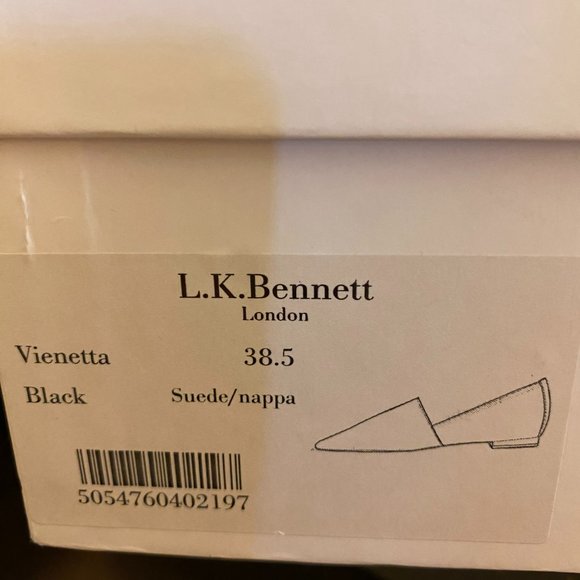 L.K.Bennett
London
Vienetta 38.5
Black Suede/nappa
5054760402197